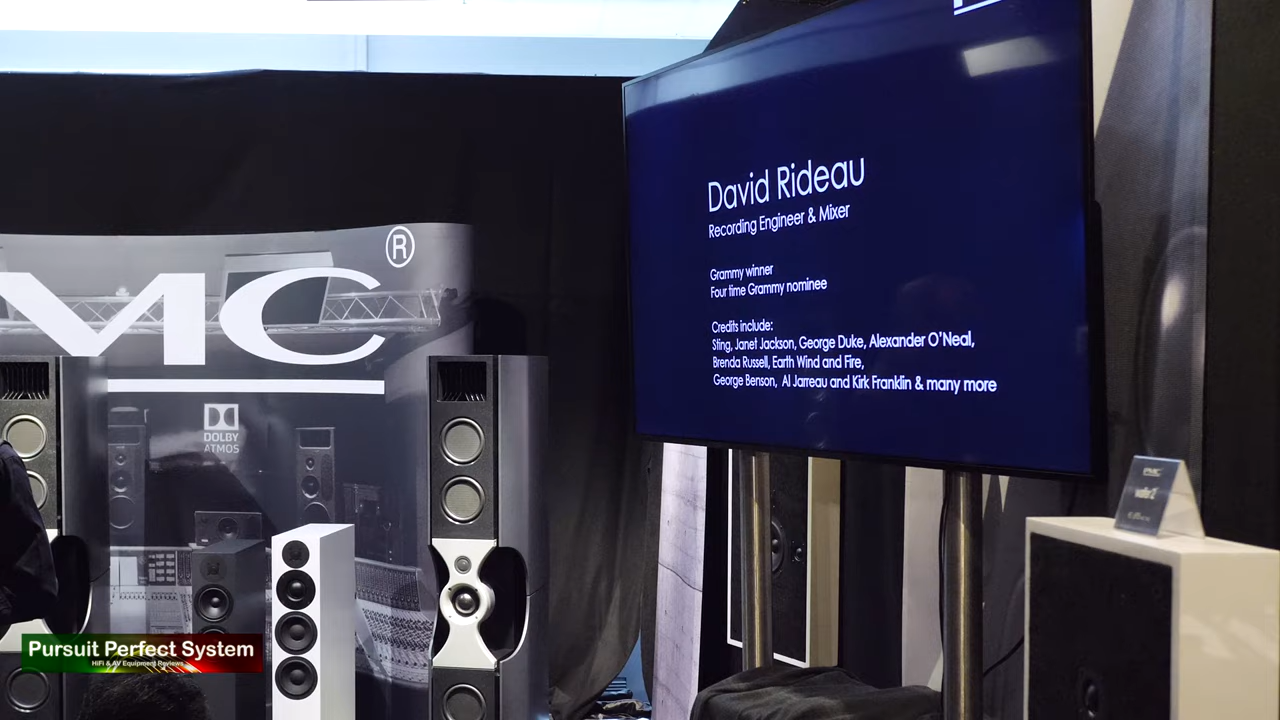 David Rideau
Recording Engineer & Mixer
Grammy winner
Four time Grammy nominee
Credits include:
Sting, Janet Jackson, George Duke, Alexander O'Neal,
Brenda Russell, Earth Wind and Fire,
George Benson, Al Jarreau and Kirk Franklin & many more
MC®
DOLBY
ATMOS
PMC
Pursuit Perfect System
HiFi & AV Equipment Reviews